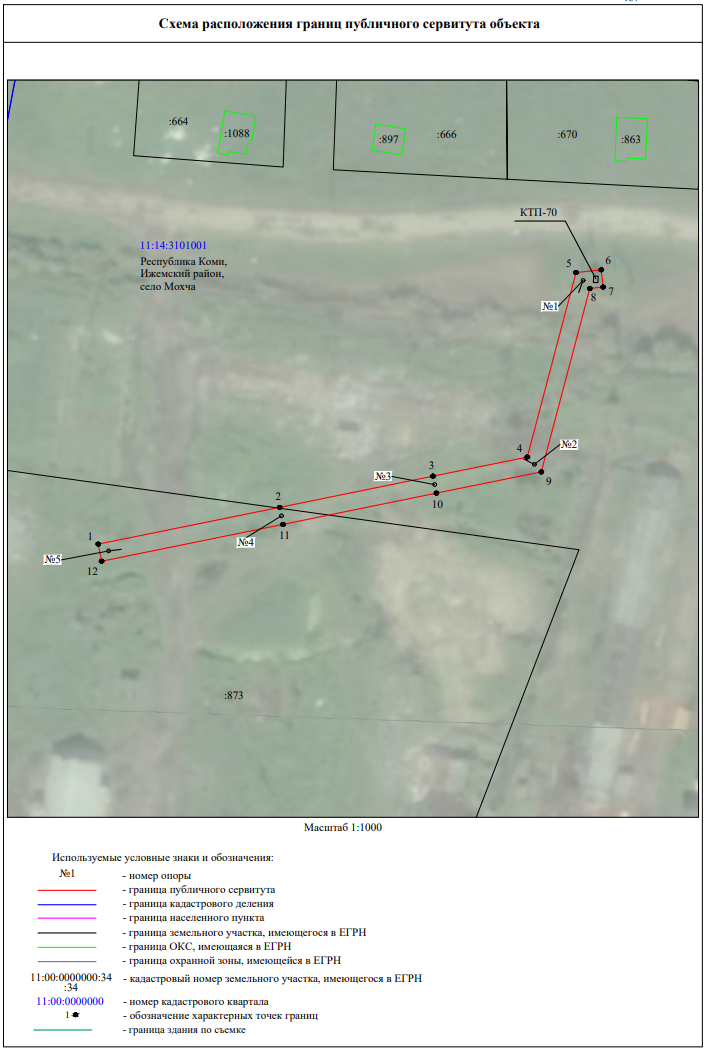 Схема расположения границ публичного сервитута объекта
:664
:1088
:897
:666
:670
:863
КТП-70
11:14:3101001
Республика Коми,
Ижемский район,
село Мохча
5
6
7
8
№1
4
№2
3
№3
9
10
2
11
№4
1
№5
12
:873
Масштаб 1:1000
Используемые условные знаки и обозначения:
№1 - номер опоры
- граница публичного сервитута
- граница кадастрового деления
- граница населенного пункта
- граница земельного участка, имеющегося в ЕГРН
- граница ОКС, имеющаяся в ЕГРН
- граница охранной зоны, имеющейся в ЕГРН
11:00:0000000:34 - кадастровый номер земельного участка, имеющегося в ЕГРН
:34
11:00:0000000 - номер кадастрового квартала
1 - обозначение характерных точек границ
- граница здания по съемке